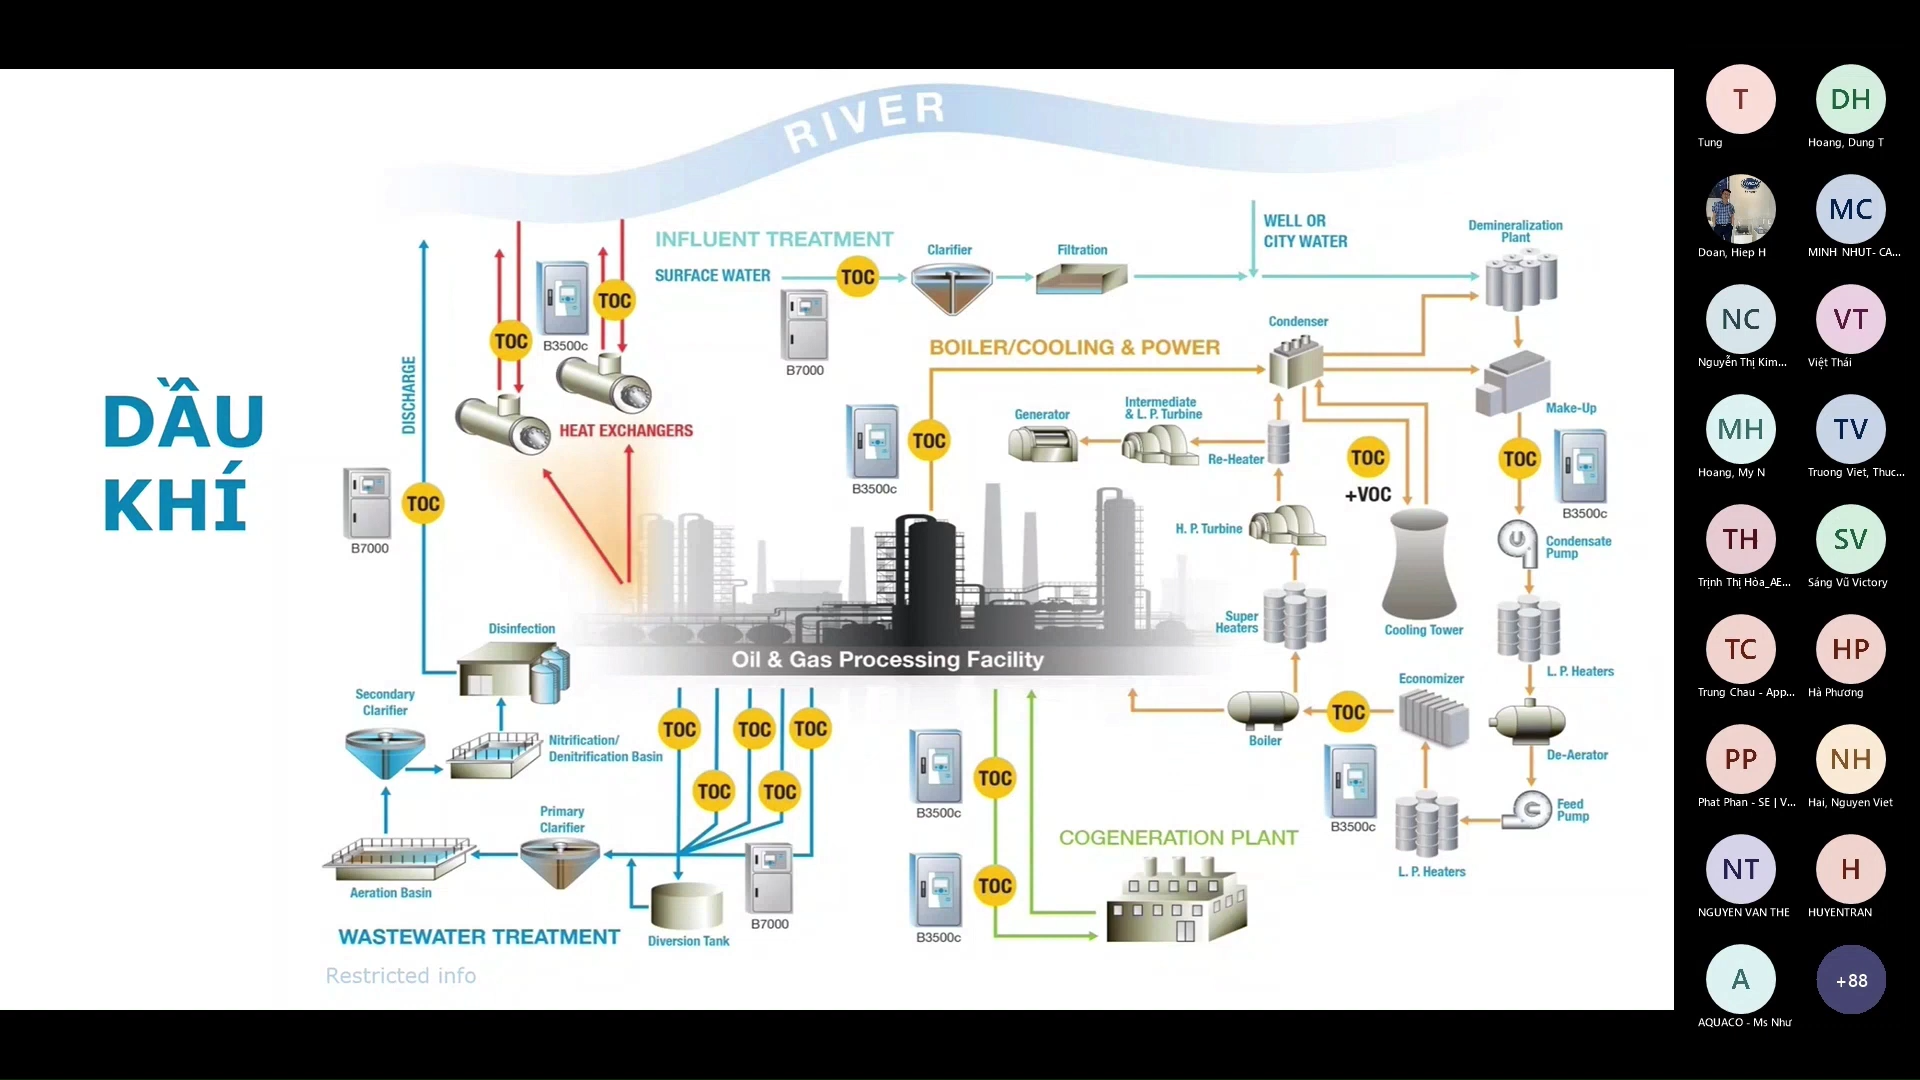 RIVER
DẦU
KHÍ
INFLUENT TREATMENT
SURFACE WATER
TOC
B7000
Clarifier
Filtration
WELL OR
CITY WATER
Demineralization
Plant
DISCHARGE
TOC
B7000
TOC
B3500c
TOC
HEAT EXCHANGERS
BOILER/COOLING & POWER
Condenser
Generator
Intermediate
& L. P. Turbine
Re-Heater
B3500c
TOC
TOC
+VOC
Make-Up
TOC
B3500c
H. P. Turbine
Condensate
Pump
Super
Heaters
Cooling Tower
L. P. Heaters
Economizer
Boiler
TOC
B3500c
De-Aerator
Feed
Pump
L. P. Heaters
Oil & Gas Processing Facility
Disinfection
Secondary
Clarifier
Nitrification/
Denitrification Basin
Primary
Clarifier
Aeration Basin
TOC
TOC
TOC
TOC
TOC
B7000
Diversion Tank
WASTEWATER TREATMENT
B3500c
TOC
B3500c
TOC
COGENERATION PLANT
Restricted info
T
Tung
DH
Hoang, Dung T
Doan, Hiep H
MC
MINH NHUT- CA...
NC
Nguyễn Thị Kim...
VT
Việt Thái
MH
Hoang, My N
TV
Truong Viet, Thuc...
TH
Trịnh Thị Hòa_AE...
SV
Sáng Vũ Victory
TC
Trung Chau - App...
HP
Hà Phương
PP
Phat Phan - SE | V...
NH
Hai, Nguyen Viet
NT
NGUYEN VAN THE
H
HUYENTRAN
A
AQUACO - Ms Như
+88